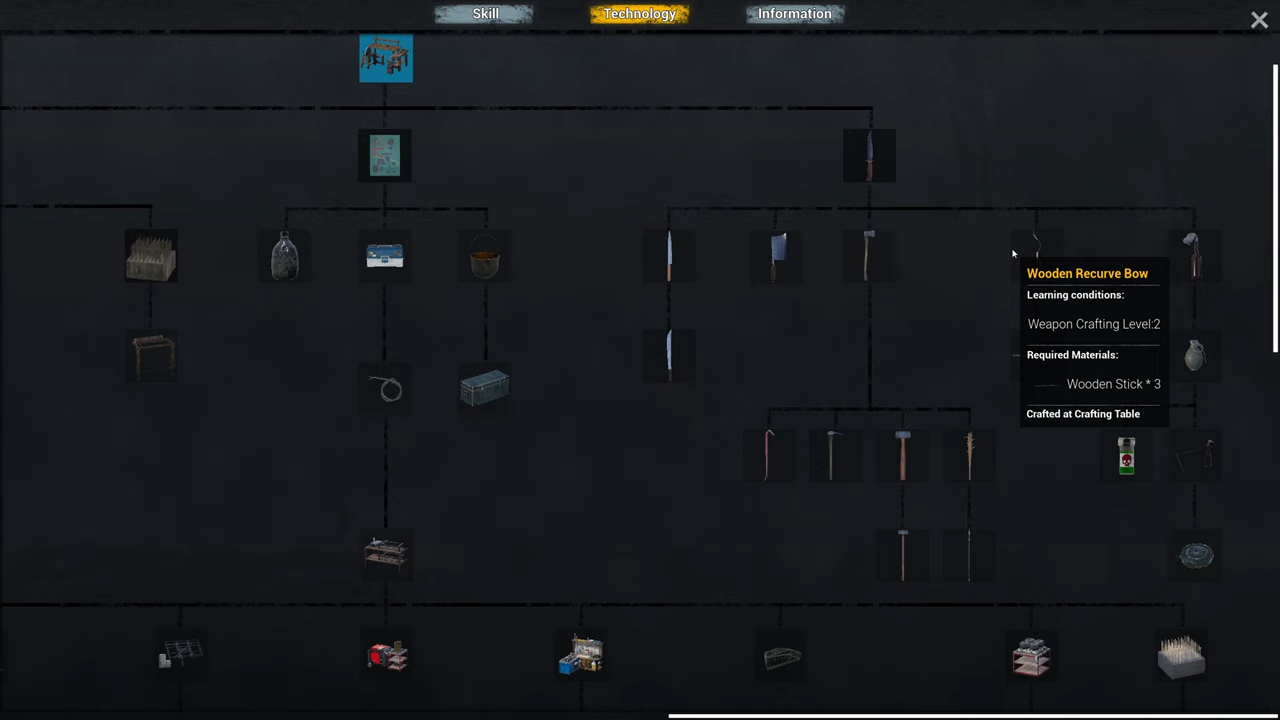 Skill
Technology
Information
Wooden Recurve Bow
Learning conditions:
Weapon Crafting Level:2
Required Materials:
Wooden Stick * 3
Crafted at Crafting Table